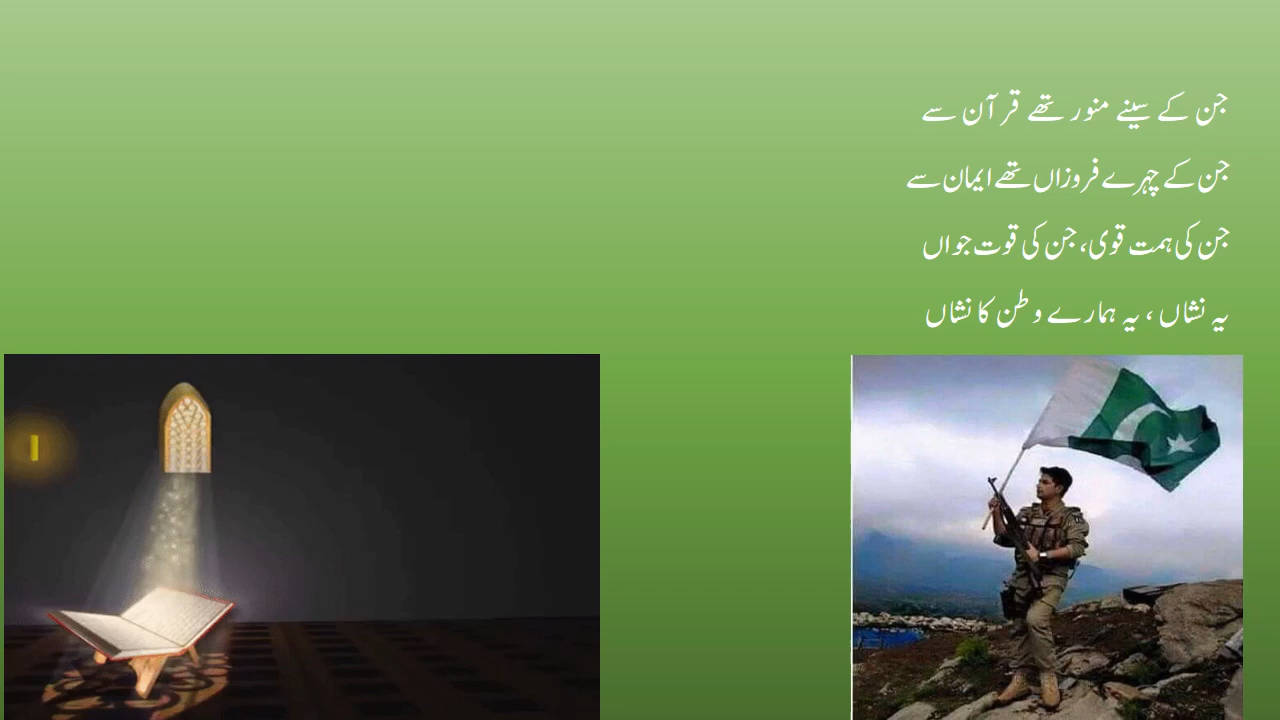 جن کے سینے منور تھے قرآن سے
جن کے چہرے فروزاں تھے ایمان سے
جن کی ہمت قوی، جن کی قوت جواں
یہ نشاں ، یہ ہمارے وطن کا نشاں